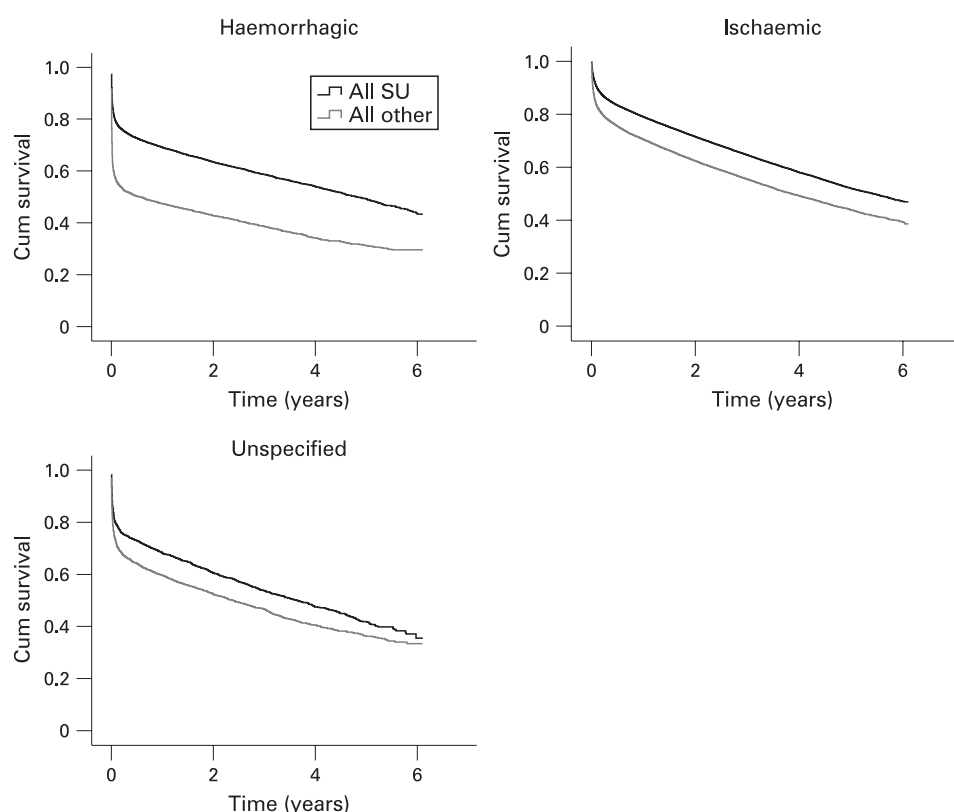 Haemorrhagic
1.0
0.8
0.6
0.4
0.2
0
Cum survival
All SU
All other
0 2 4 6
Time (years)
Ischaemic
1.0
0.8
0.6
0.4
0.2
0
Cum survival
0 2 4 6
Time (years)
Unspecified
1.0
0.8
0.6
0.4
0.2
0
Cum survival
0 2 4 6
Time (years)